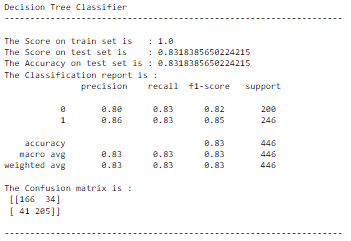 Decision Tree Classifier
--------------------------------------------------------------------------------
The Score on train set is   : 1.0
The Score on test set is    : 0.8318385650224215
The Accuracy on test set is : 0.8318385650224215
The Classification report is :
              precision    recall  f1-score   support

           0       0.80      0.83      0.82       200
           1       0.86      0.83      0.85       246

    accuracy                           0.83       446
   macro avg       0.83      0.83      0.83       446
weighted avg       0.83      0.83      0.83       446

The Confusion matrix is :
 [[166  34]
 [ 41 205]]
--------------------------------------------------------------------------------